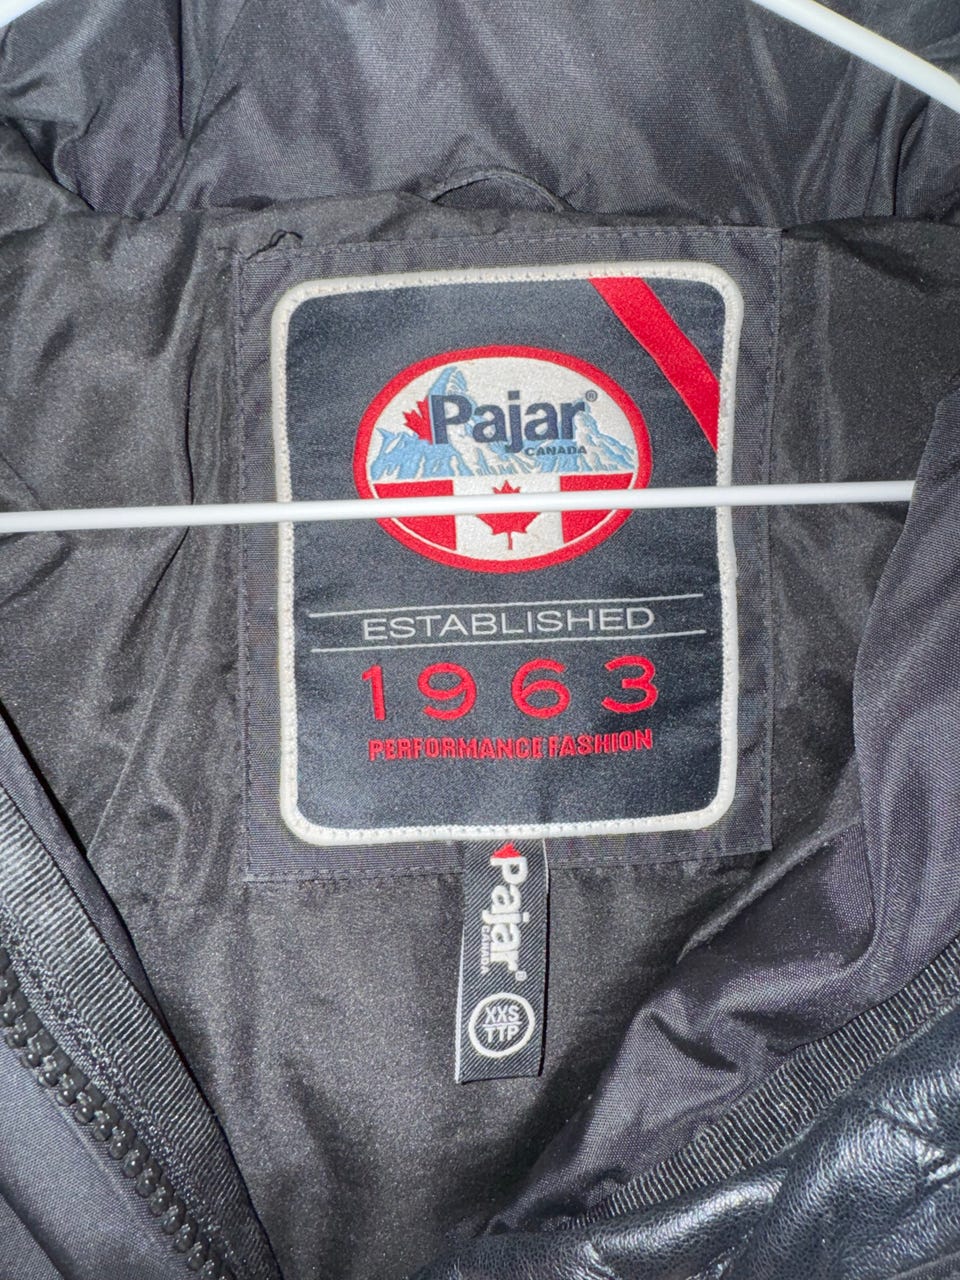 Pajar®
CANADA
ESTABLISHED
1963
PERFORMANCE FASHION
Pajar®
CANADA
XXS
TTP